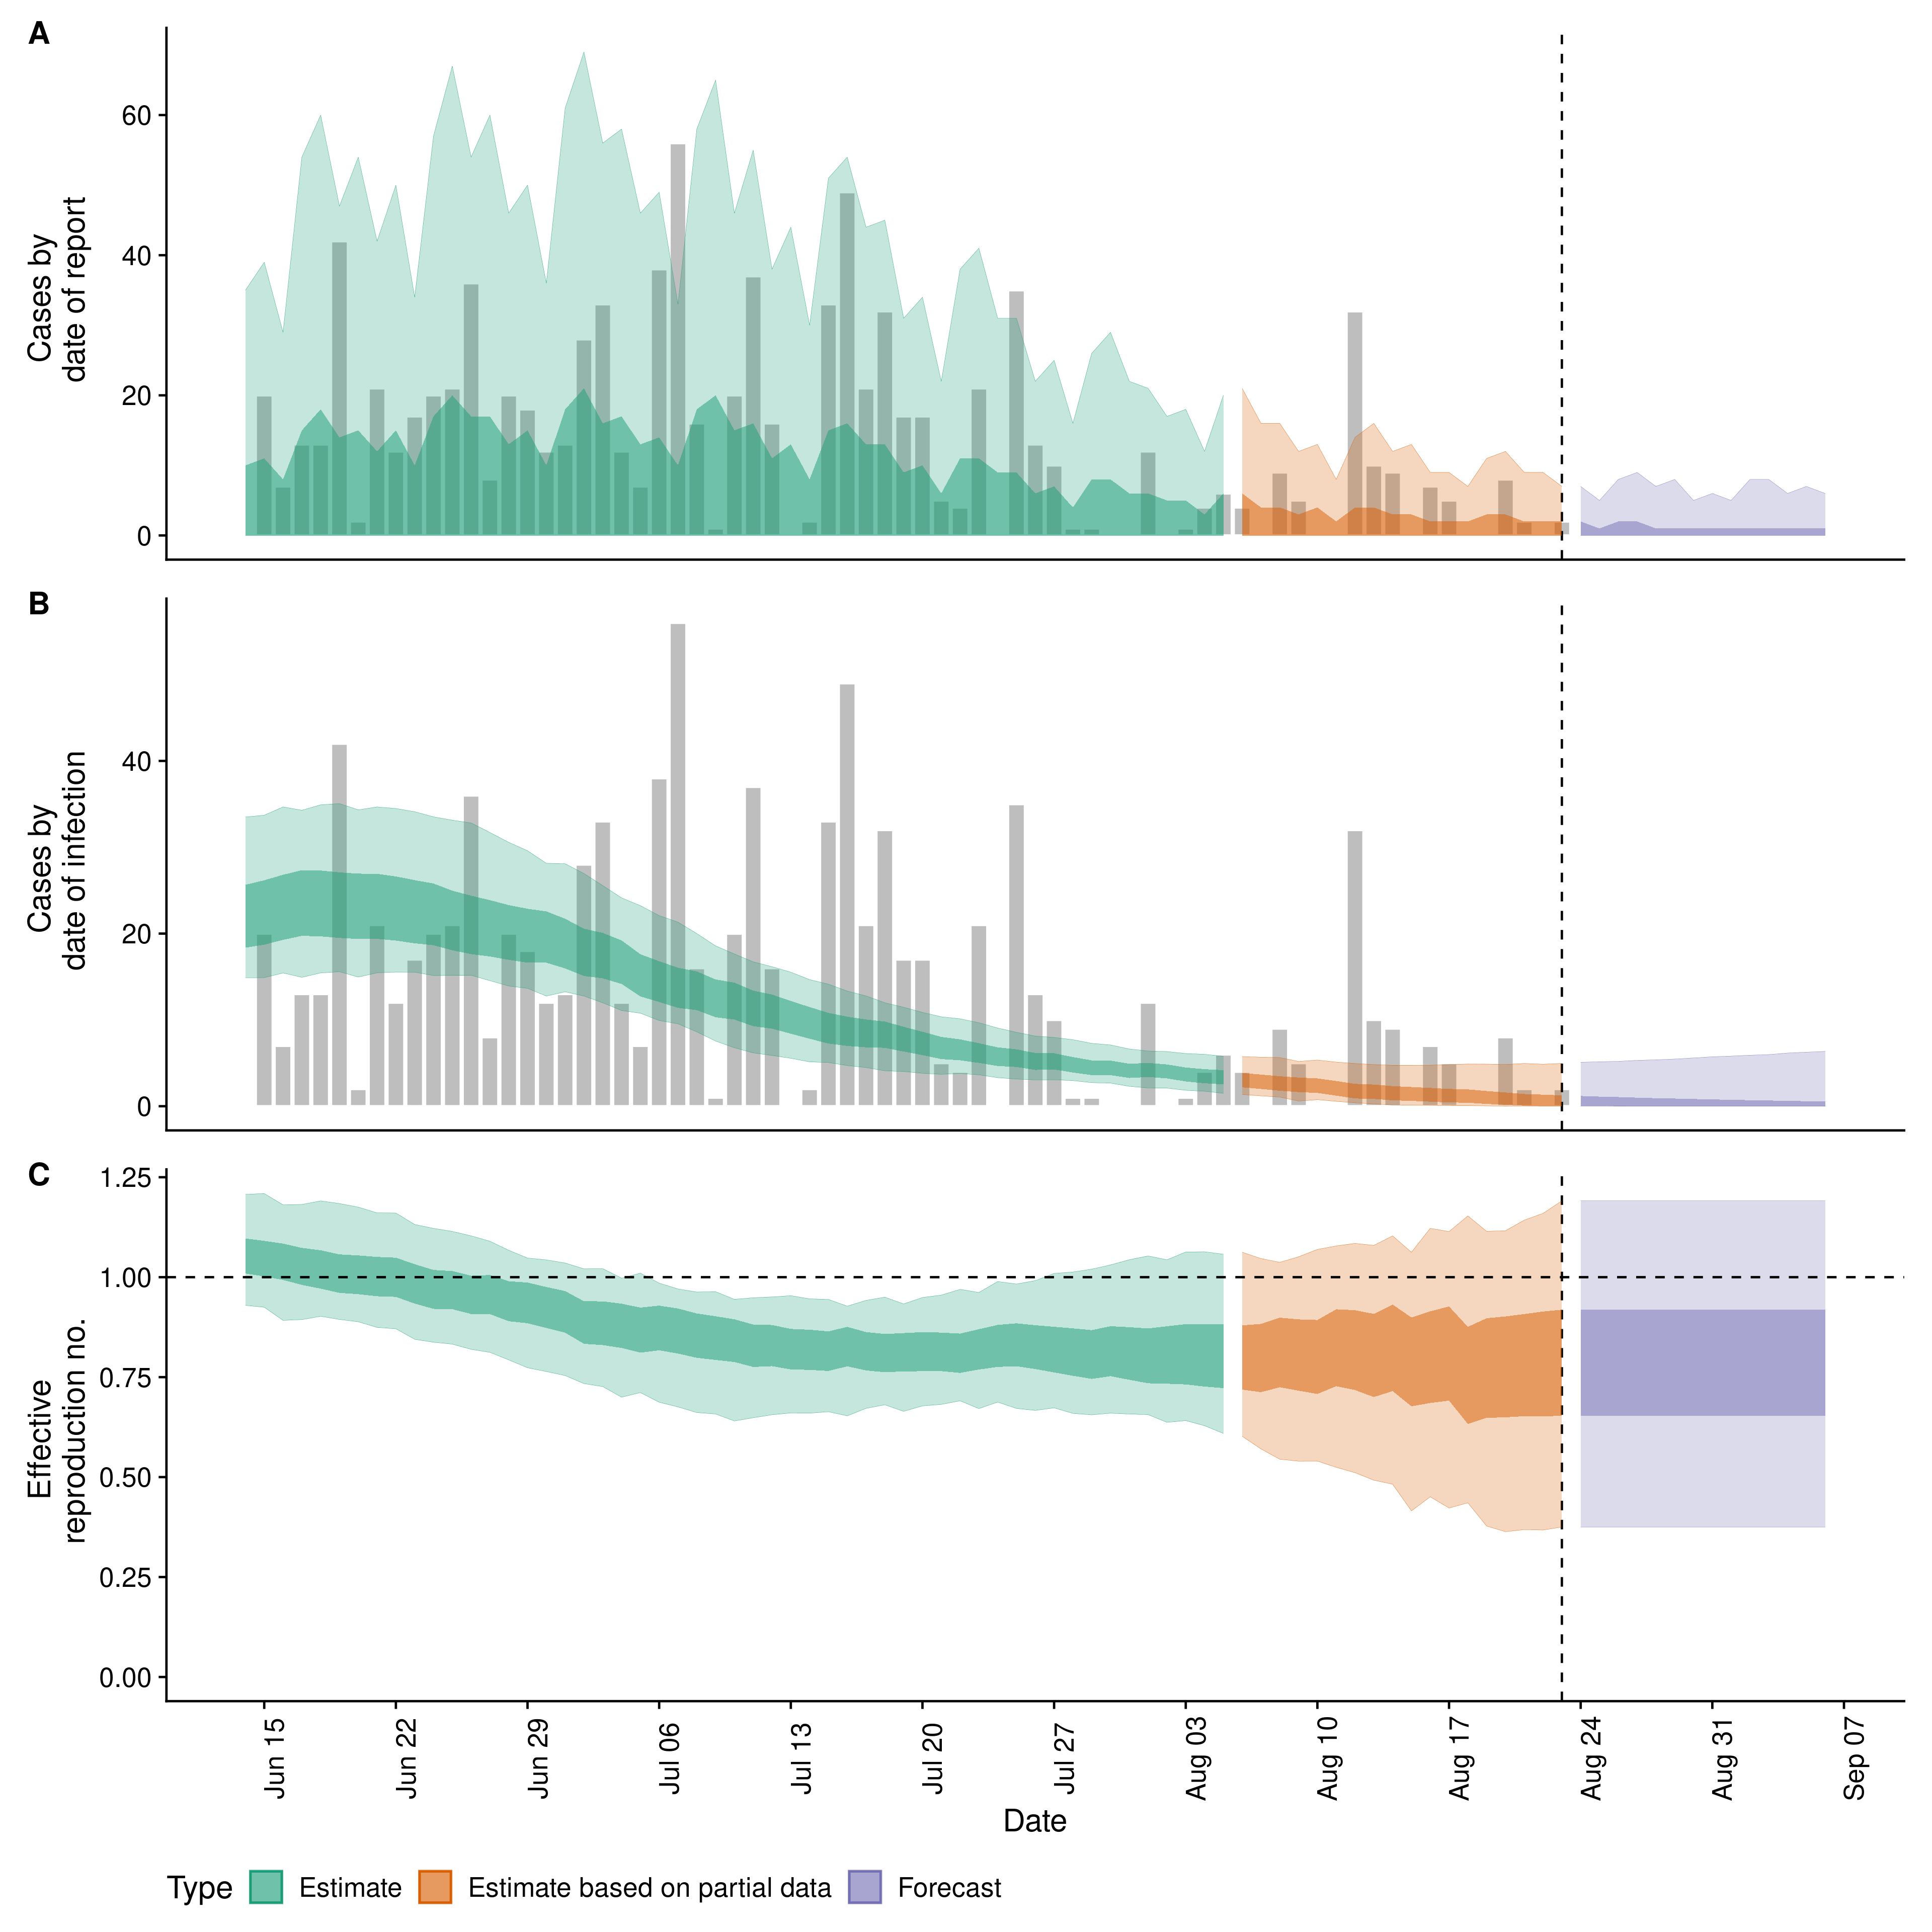 A
Cases by
date of report
60
40
20
0
B
Cases by
date of infection
40
20
0
C
Effective
reproduction no.
1.25
1.00
0.75
0.50
0.25
0.00
Jun 15
Jun 22
Jun 29
Jul 06
Jul 13
Jul 20
Jul 27
Aug 03
Aug 10
Aug 17
Aug 24
Aug 31
Sep 07
Date
Type Estimate Estimate based on partial data Forecast